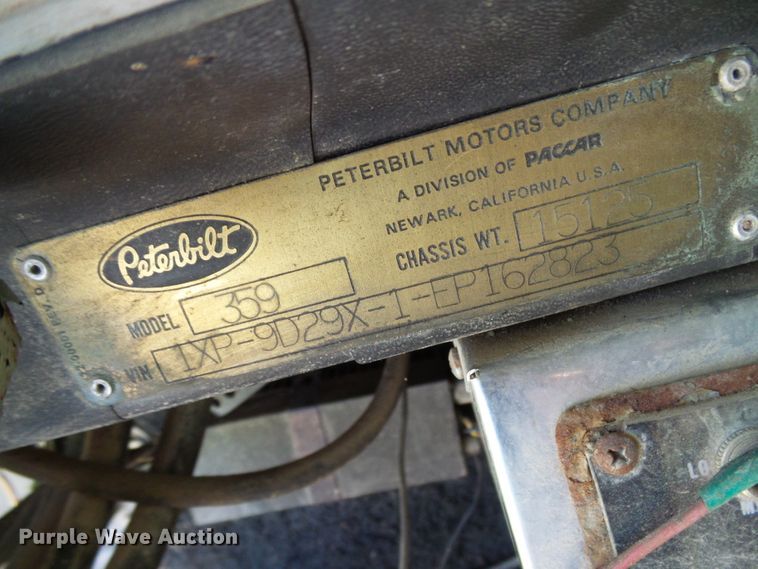 PETERBILT MOTORS COMPANY
A DIVISION OF PACCAR
NEWARK, CALIFORNIA U.S.A.
Peterbilt
CHASSIS WT. 15125
MODEL 359
VIN 1XP-9D29X-1-EP162823
LO
Purple Wave Auction